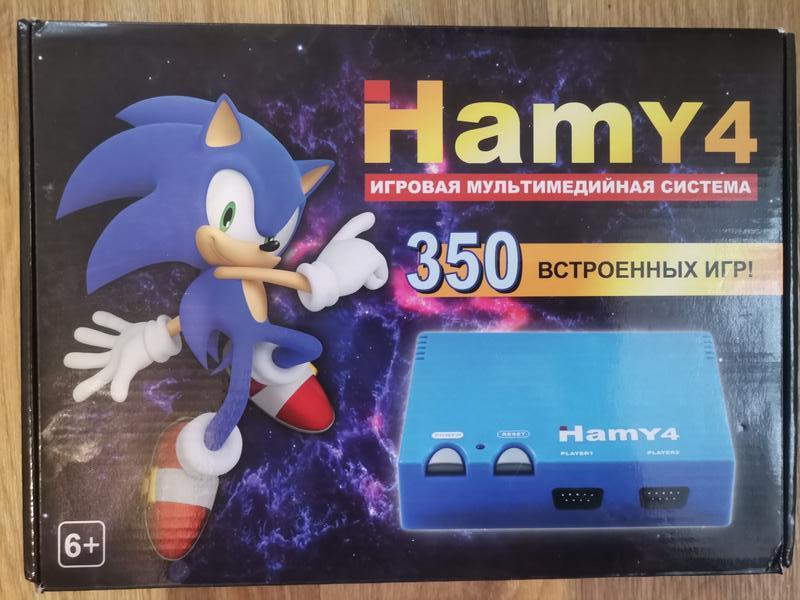 HamY4
ИГРОВАЯ МУЛЬТИМЕДИЙНАЯ СИСТЕМА
350 ВСТРОЕННЫХ ИГР!
POWER
RESET
HamY4
PLAYER1
PLAYER2
6+